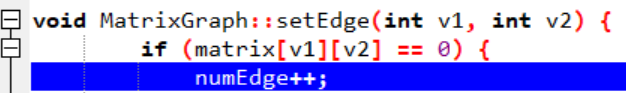 void MatrixGraph::setEdge(int v1, int v2) {
if (matrix[v1][v2] == 0) {
numEdge++;